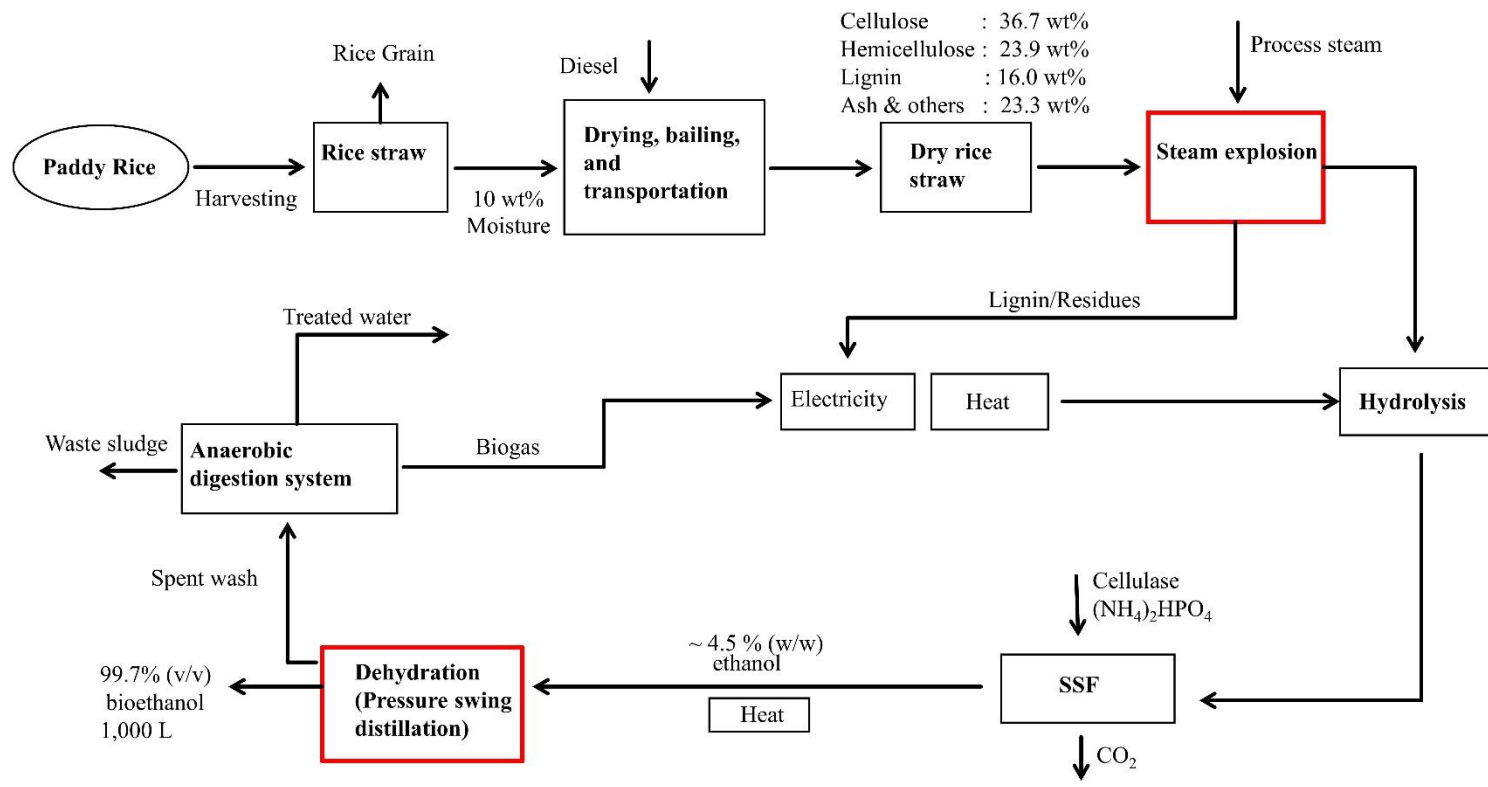 Cellulose : 36.7 wt%
Hemicellulose : 23.9 wt%
Lignin : 16.0 wt%
Ash & others : 23.3 wt%
Process steam
Rice Grain
Diesel
Paddy Rice
Harvesting
Rice straw
10 wt%
Moisture
Drying, bailing,
and
transportation
Dry rice
straw
Steam explosion
Lignin/Residues
Treated water
Electricity
Heat
Hydrolysis
Waste sludge
Anaerobic
digestion system
Biogas
Spent wash
Cellulase
(NH₄)₂HPO₄
~ 4.5 % (w/w)
ethanol
Heat
SSF
CO₂
Dehydration
(Pressure swing
distillation)
99.7% (v/v)
bioethanol
1,000 L